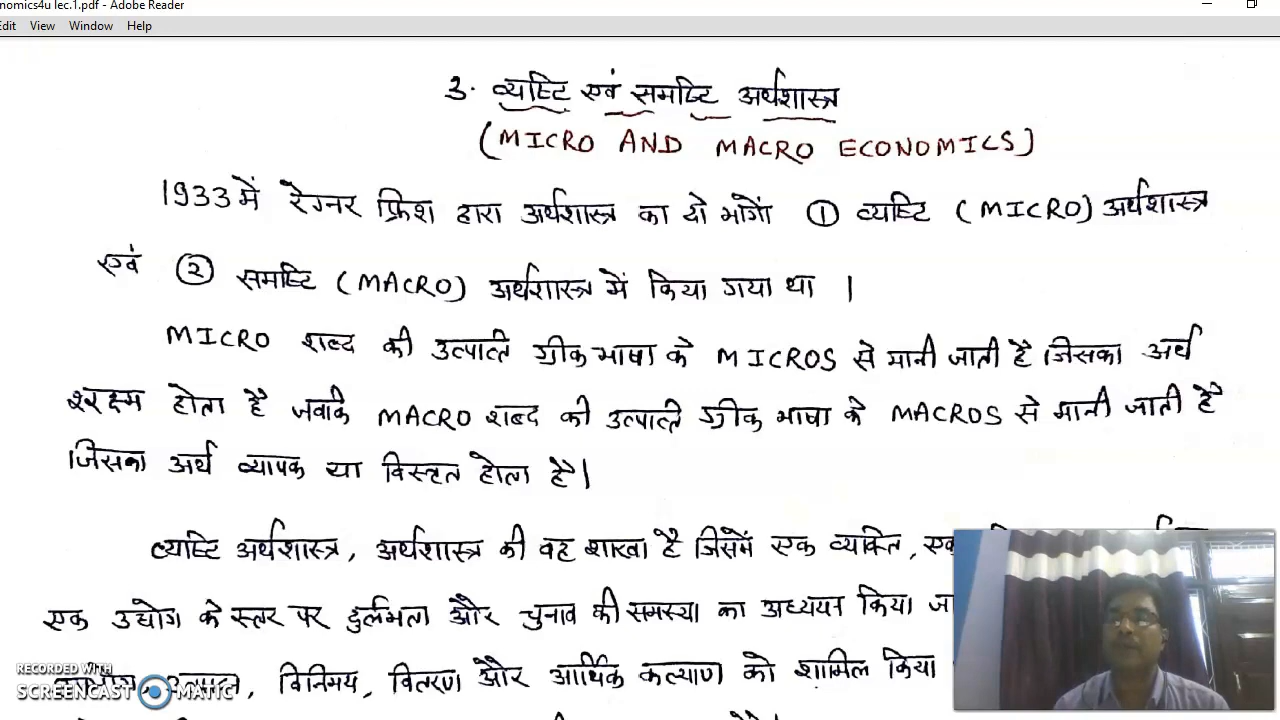 nomics4u lec.1.pdf - Adobe Reader
Edit View Window Help
3. व्यष्टि एवं समष्टि अर्थशास्त्र
(MICRO AND MACRO ECONOMICS)
1933 में रेगनर फ्रिश द्वारा अर्थशास्त्र का दो भागों ① व्यष्टि (MICRO) अर्थशास्त्र
एवं ② समष्टि (MACRO) अर्थशास्त्र में किया गया था |
MICRO शब्द की उत्पत्ति ग्रीक भाषा के MICROS से मानी जाती है जिसका अर्थ
सूक्ष्म होता है जबकि MACRO शब्द की उत्पत्ति ग्रीक भाषा के MACROS से मानी जाती है
जिसका अर्थ व्यापक या विस्तृत होता है|
व्यष्टि अर्थशास्त्र, अर्थशास्त्र की वह शाखा है जिसमें एक व्यक्ति,
एक उद्योग के स्तर पर दुर्लभता और चुनाव की समस्या का अध्ययन किया
विनिमय, वितरण और आर्थिक कल्याण को शामिल किया
RECORDED WITH
SCREENCAST MATIC